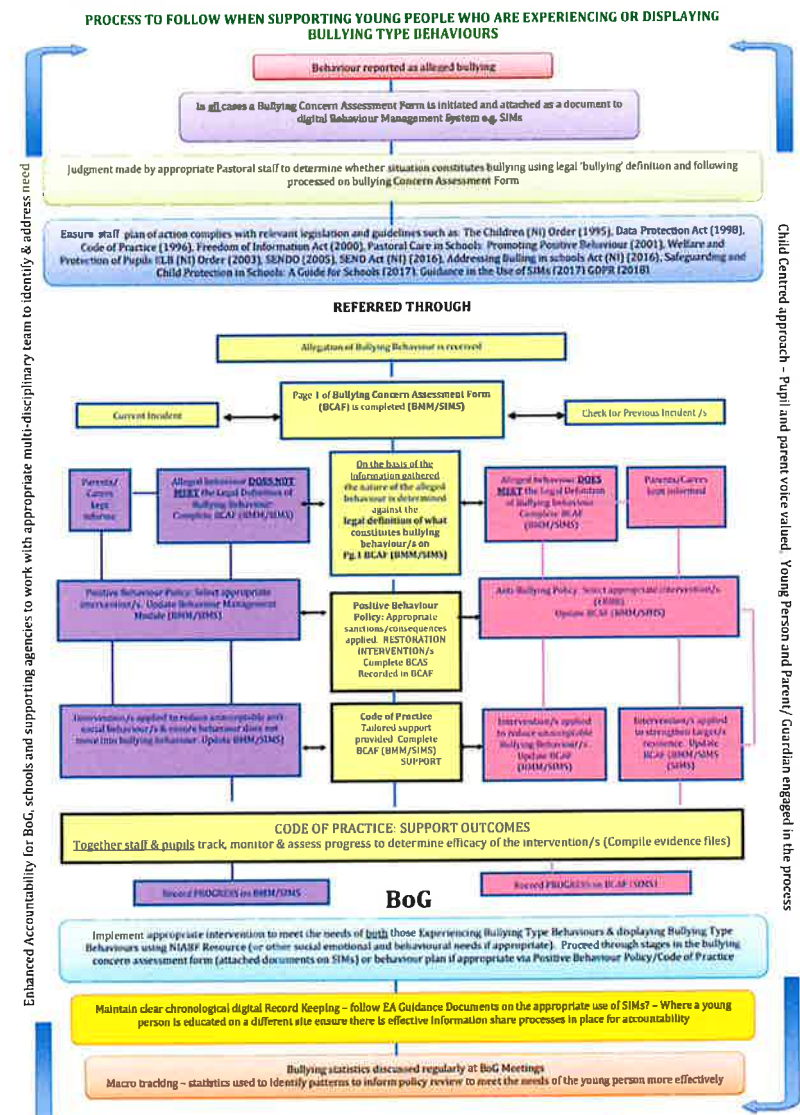 PROCESS TO FOLLOW WHEN SUPPORTING YOUNG PEOPLE WHO ARE EXPERIENCING OR DISPLAYING
BULLYING TYPE BEHAVIOURS
Behaviour reported as alleged bullying
In all cases a Bullying Concern Assessment Form is initiated and attached as a document to
digital Behaviour Management System e.g. SIMs
Judgment made by appropriate Pastoral staff to determine whether situation constitutes bullying using legal 'bullying' definition and following
processed on bullying Concern Assessment Form
Ensure staff plan of action complies with relevant legislation and guidelines such as: The Children (NI) Order (1995), Data Protection Act (1998),
Code of Practice (1996), Freedom of Information Act (2000), Pastoral Care in Schools: Promoting Positive Behaviour (2001), Welfare and
Protection of Pupils ELB (NI) Order (2003), SENDO (2005), SEND Act (NI) (2016), Addressing Bulling in schools Act (NI) (2016), Safeguarding and
Child Protection in Schools: A Guide for Schools (2017), Guidance in the Use of SIMs (2017) GDPR (2018)
REFERRED THROUGH
Allegation of Bullying Behaviour is received
Page 1 of Bullying Concern Assessment Form
(BCAF) is completed (BMM/SIMS)
Current Incident
Check for Previous Incident /s
Parents/
Carers
kept
informe
Alleged behaviour DOES NOT
MEET the Legal Definition of
Bullying Behaviour:
Complete BCAF (BMM/SIMS)
On the basis of the
information gathered
the nature of the alleged
behaviour is determined
against the
legal definition of what
constitutes bullying
behaviour/s on
Pg.1 BCAF (BMM/SIMS)
Alleged behaviour DOES
MEET the Legal Definition
of Bullying behaviour
Complete BCAF
(BMM/SIMS)
Parents/Carers
kept informed
Positive Behaviour Policy: Select appropriate
intervention/s. Update Behaviour Management
Module (BMM/SIMS)
Positive Behaviour
Policy: Appropriate
sanctions/consequences
applied. RESTORATION
INTERVENTION/s
Complete BCAS
Recorded in BCAF
Anti-Bullying Policy: Select appropriate intervention/s
Update BCAF (BMM/SIMS)
Intervention/s applied to reduce unacceptable anti-
social behaviour/s & ensure behaviour does not
move into bullying behaviour. Update BMM/SIMS)
Code of Practice
Tailored support
provided Complete
BCAF (BMM/SIMS)
SUPPORT
Intervention/s applied
to reduce unacceptable
Bullying Behaviour/s.
Update BCAF
(BMM/SIMS)
Intervention/s applied
to strengthen target/s
resilience. Update
BCAF (BMM/SIMS
(SIMS)
CODE OF PRACTICE: SUPPORT OUTCOMES
Together staff & pupils track, monitor & assess progress to determine efficacy of the intervention/s (Compile evidence files)
Record PROGRESS on BMM/SIMS
BoG
Record PROGRESS on BCAF (SIMS)
Implement appropriate intervention to meet the needs of both those Experiencing Bullying Type Behaviours & displaying Bullying Type
Behaviours using NIABF Resource (or other social emotional and behavioural needs if appropriate). Proceed through stages in the bullying
concern assessment form (attached documents on SIMs) or behaviour plan if appropriate via Positive Behaviour Policy/Code of Practice
Maintain clear chronological digital Record Keeping – follow EA Guidance Documents on the appropriate use of SIMs? – Where a young
person is educated on a different site ensure there is effective information share processes in place for accountability
Bullying statistics discussed regularly at BoG Meetings
Macro tracking – statistics used to identify patterns to inform policy review to meet the needs of the young person more effectively
Enhanced Accountability for BoG, schools and supporting agencies to work with appropriate multi-disciplinary team to identify & address need
Child Centred approach – Pupil and parent voice valued. Young Person and Parent/ Guardian engaged in the process